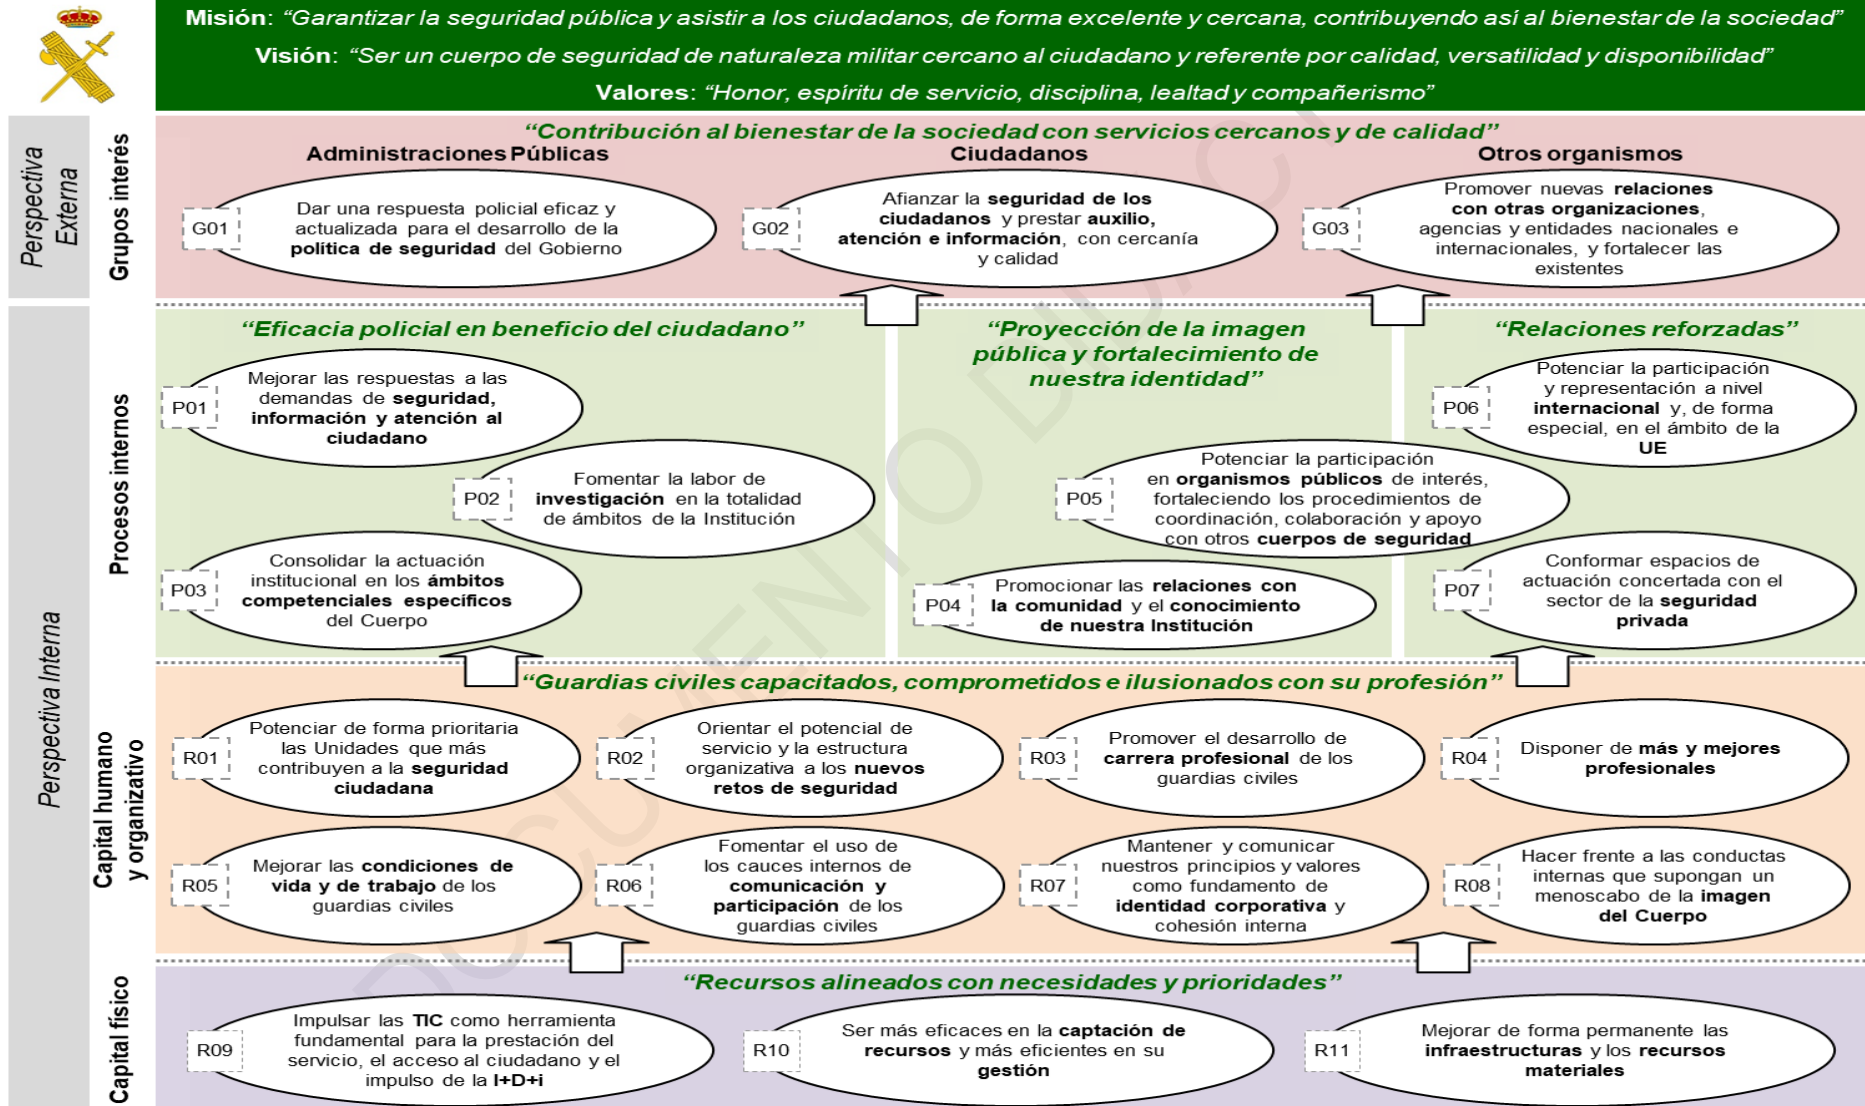 Misión: “Garantizar la seguridad pública y asistir a los ciudadanos, de forma excelente y cercana, contribuyendo así al bienestar de la sociedad”
Visión: “Ser un cuerpo de seguridad de naturaleza militar cercano al ciudadano y referente por calidad, versatilidad y disponibilidad”
Valores: “Honor, espíritu de servicio, disciplina, lealtad y compañerismo”
Perspectiva
Externa
Grupos interés
“Contribución al bienestar de la sociedad con servicios cercanos y de calidad”
Administraciones Públicas
G01
Dar una respuesta policial eficaz y
actualizada para el desarrollo de la
política de seguridad del Gobierno
Ciudadanos
G02
Afianzar la seguridad de los
ciudadanos y prestar auxilio,
atención e información, con cercanía
y calidad
Otros organismos
G03
Promover nuevas relaciones
con otras organizaciones,
agencias y entidades nacionales e
internacionales, y fortalecer las
existentes
Perspectiva Interna
Procesos internos
“Eficacia policial en beneficio del ciudadano”
P01
Mejorar las respuestas a las
demandas de seguridad,
información y atención al
ciudadano
P02
Fomentar la labor de
investigación en la totalidad
de ámbitos de la Institución
P03
Consolidar la actuación
institucional en los ámbitos
competenciales específicos
del Cuerpo
“Proyección de la imagen
pública y fortalecimiento de
nuestra identidad”
P05
Potenciar la participación
en organismos públicos de interés,
fortaleciendo los procedimientos de
coordinación, colaboración y apoyo
con otros cuerpos de seguridad
P04
Promocionar las relaciones con
la comunidad y el conocimiento
de nuestra Institución
“Relaciones reforzadas”
P06
Potenciar la participación
y representación a nivel
internacional y, de forma
especial, en el ámbito de la
UE
P07
Conformar espacios de
actuación concertada con el
sector de la seguridad
privada
Capital humano
y organizativo
“Guardias civiles capacitados, comprometidos e ilusionados con su profesión”
R01
Potenciar de forma prioritaria
las Unidades que más
contribuyen a la seguridad
ciudadana
R02
Orientar el potencial de
servicio y la estructura
organizativa a los nuevos
retos de seguridad
R03
Promover el desarrollo de
carrera profesional de los
guardias civiles
R04
Disponer de más y mejores
profesionales
R05
Mejorar las condiciones de
vida y de trabajo de los
guardias civiles
R06
Fomentar el uso de
los cauces internos de
comunicación y
participación de los
guardias civiles
R07
Mantener y comunicar
nuestros principios y valores
como fundamento de
identidad corporativa y
cohesión interna
R08
Hacer frente a las conductas
internas que supongan un
menoscabo de la imagen
del Cuerpo
Capital físico
“Recursos alineados con necesidades y prioridades”
R09
Impulsar las TIC como herramienta
fundamental para la prestación del
servicio, el acceso al ciudadano y el
impulso de la I+D+i
R10
Ser más eficaces en la captación de
recursos y más eficientes en su
gestión
R11
Mejorar de forma permanente las
infraestructuras y los recursos
materiales
DOCUMENTO DIDACT